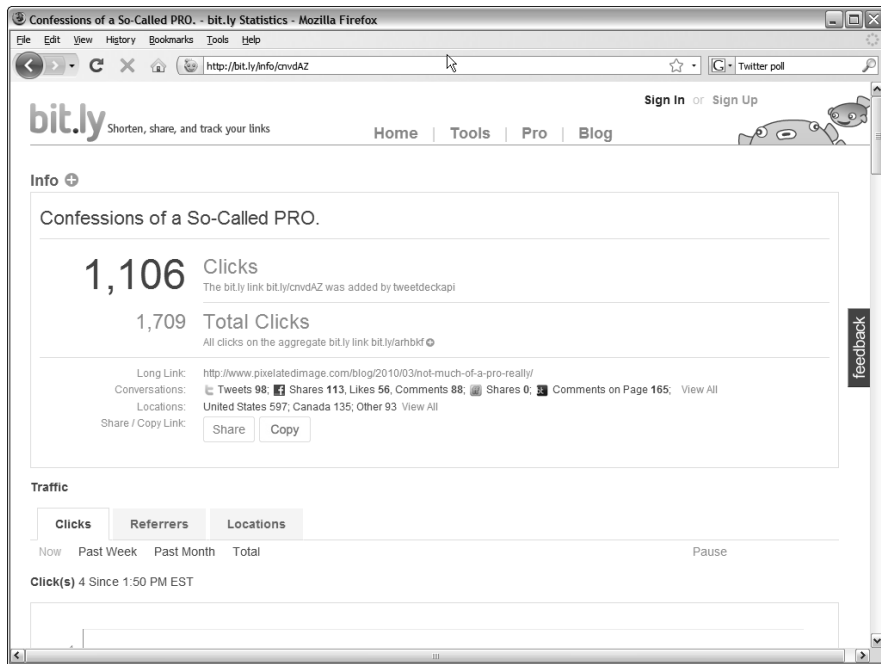 Confessions of a So-Called PRO. - bit.ly Statistics - Mozilla Firefox
File Edit View History Bookmarks Tools Help
http://bit.ly/info/cnvdAZ
G Twitter poll
Sign In or Sign Up
bit.ly Shorten, share, and track your links
Home | Tools | Pro | Blog
Info
Confessions of a So-Called PRO.
1,106 Clicks
The bit.ly link bit.ly/cnvdAZ was added by tweetdeckapi
1,709 Total Clicks
All clicks on the aggregate bit.ly link bit.ly/arhbkf
feedback
Long Link: http://www.pixelatedimage.com/blog/2010/03/not-much-of-a-pro-really/
Conversations: Tweets 98; Shares 113, Likes 56, Comments 88; Shares 0; Comments on Page 165; View All
Locations: United States 597; Canada 135; Other 93 View All
Share / Copy Link: Share Copy
Traffic
Clicks Referrers Locations
Now Past Week Past Month Total Pause
Click(s) 4 Since 1:50 PM EST